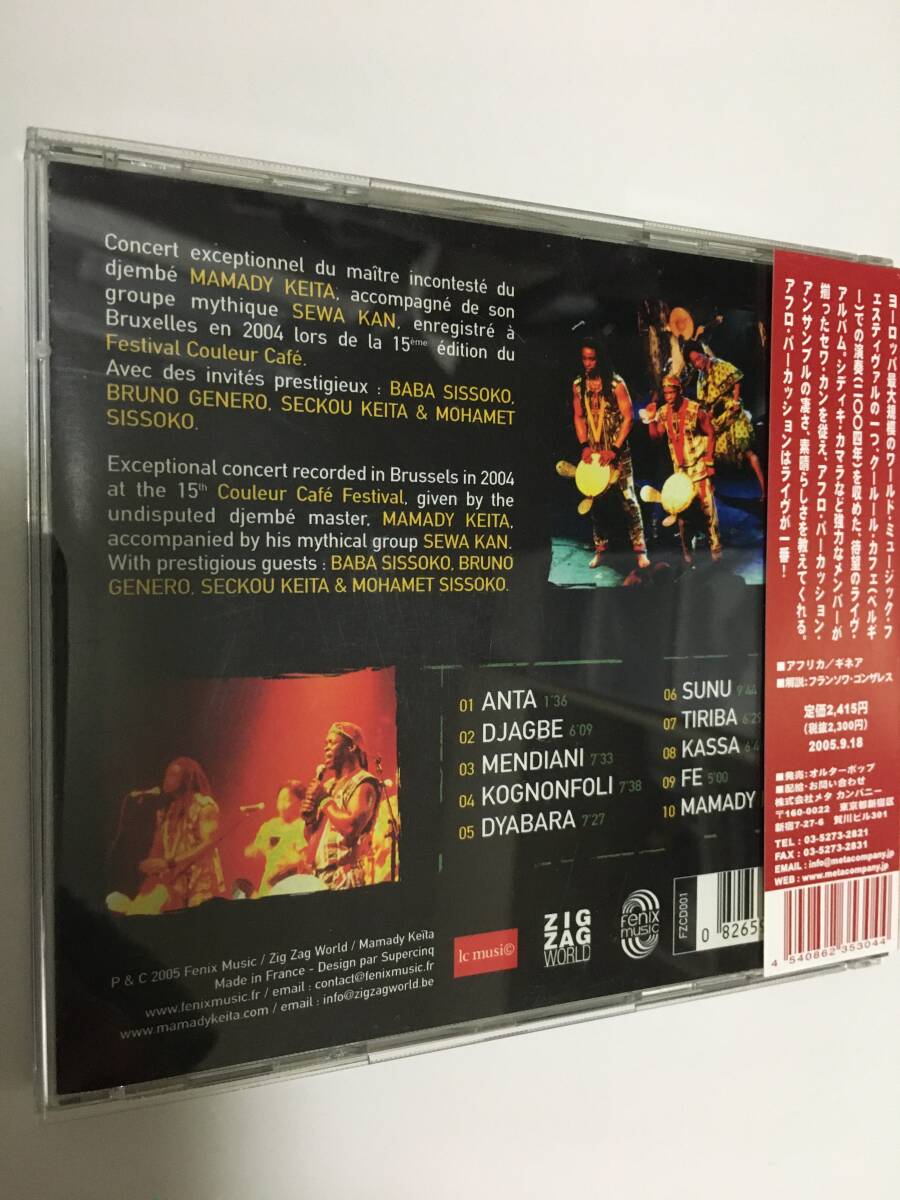 Concert exceptionnel du maître incontesté du
djembé MAMADY KEITA, accompagné de son
groupe mythique SEWA KAN, enregistré à
Bruxelles en 2004 lors de la 15ème édition du
Festival Couleur Café.
Avec des invités prestigieux : BABA SISSOKO,
BRUNO GENERO, SECKOU KEITA & MOHAMET
SISSOKO.
Exceptional concert recorded in Brussels in 2004
at the 15th Couleur Café Festival, given by the
undisputed djembé master, MAMADY KEITA,
accompanied by his mythical group SEWA KAN.
With prestigious guests : BABA SISSOKO, BRUNO
GENERO, SECKOU KEITA & MOHAMET SISSOKO.
01 ANTA 1'36
02 DJAGBE 6'09
03 MENDIANI 7'33
04 KOGNONFOLI 7'38
05 DYABARA 7'27
06 SUNU 9'44
07 TIRIBA 6'29
08 KASSA
09 FE 5'00
10 MAMADY
P & C 2005 Fenix Music / Zig Zag World / Mamady Keïta
Made in France - Design par Supercinq
www.fenixmusic.fr / email : contact@fenixmusic.fr
www.mamadykeita.com / email : info@zigzagworld.be
lc musi©
ZIG
ZAG
WORLD
fenix
music
FZCD001
0 82659
ヨーロッパ最大規模のワールド・ミュージック・フ
ェスティヴァルの一つ、クールール・カフェ(ベルギ
ー)での演奏(二〇〇四年)を収めた、待望のライヴ・
アルバム。シディキ・カマラなど強力なメンバーが
揃ったセワ・カンを従え、アフロ・パーカッション・
アンサンブルの凄さ、素晴らしさを教えてくれる。
アフロ・パーカッションはライヴが一番!
■アフリカ/ギネア
■解説:フランソワ・ゴンザレス
定価2,415円
(税抜2,300円)
2005.9.18
■発売:オルターポップ
■配給・お問い合わせ
株式会社メタ カンパニー
〒160-0022 東京都新宿区
新宿7-27-6 賀川ビル301
TEL : 03-5273-2821
FAX : 03-5273-2831
EMAIL : info@metacompany.jp
WEB : www.metacompany.jp
4 540862 353044